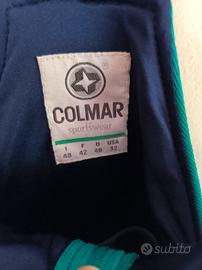 COLMAR
sportswear
I F D USA
48 42 48 32
subito